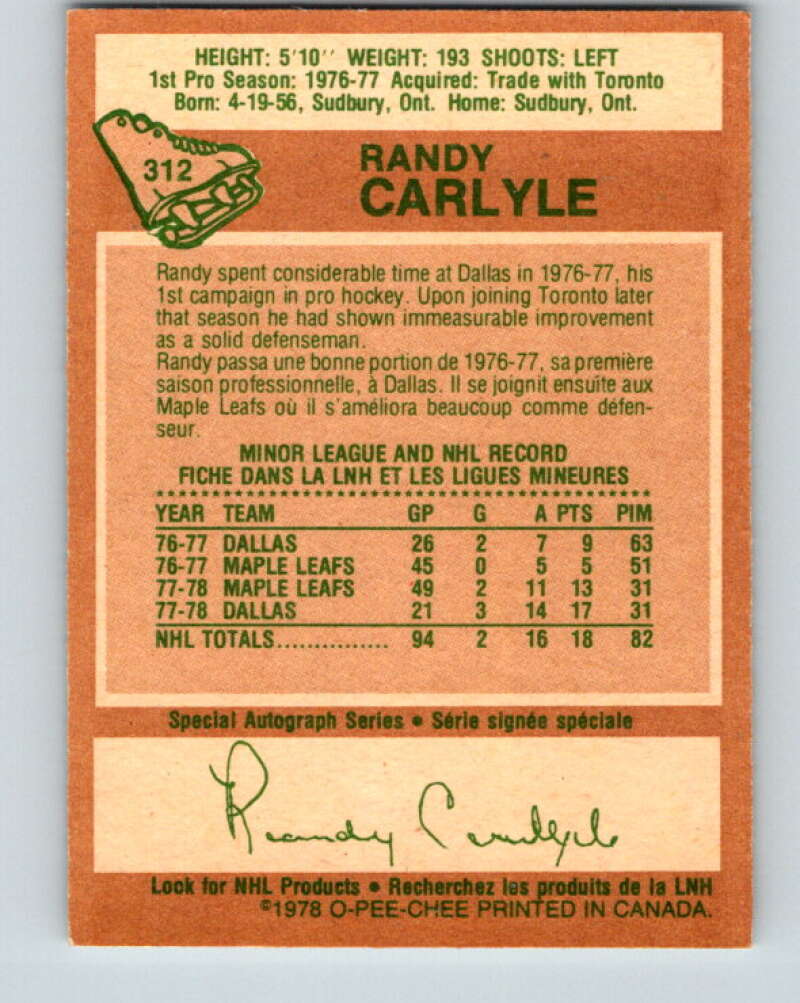 HEIGHT: 5'10'' WEIGHT: 193 SHOOTS: LEFT
1st Pro Season: 1976-77 Acquired: Trade with Toronto
Born: 4-19-56, Sudbury, Ont. Home: Sudbury, Ont.
312
RANDY
CARLYLE
Randy spent considerable time at Dallas in 1976-77, his
1st campaign in pro hockey. Upon joining Toronto later
that season he had shown immeasurable improvement
as a solid defenseman.
Randy passa une bonne portion de 1976-77, sa première
saison professionnelle, à Dallas. Il se joignit ensuite aux
Maple Leafs où il s'améliora beaucoup comme défen-
seur.
MINOR LEAGUE AND NHL RECORD
FICHE DANS LA LNH ET LES LIGUES MINEURES
YEAR TEAM GP G A PTS PIM
76-77 DALLAS 26 2 7 9 63
76-77 MAPLE LEAFS 45 0 5 5 51
77-78 MAPLE LEAFS 49 2 11 13 31
77-78 DALLAS 21 3 14 17 31
NHL TOTALS............... 94 2 16 18 82
Special Autograph Series • Série signée spéciale
Randy Carlyle
Look for NHL Products • Recherchez les produits de la LNH
©1978 O-PEE-CHEE PRINTED IN CANADA.